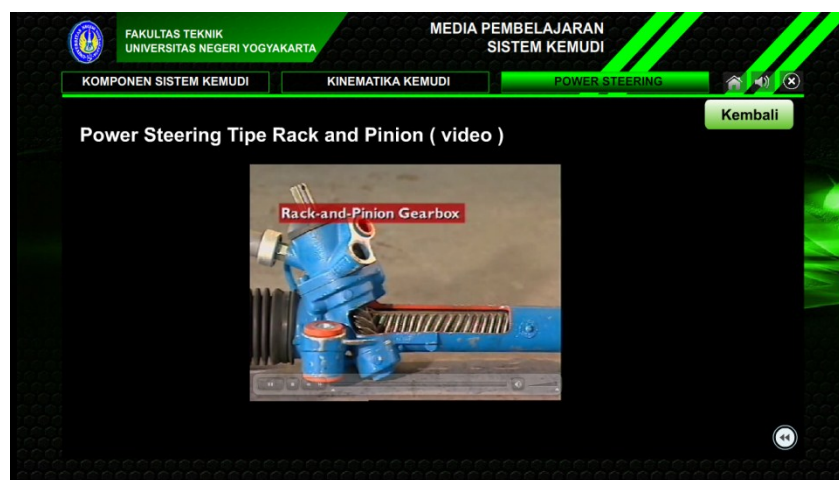 FAKULTAS TEKNIK
UNIVERSITAS NEGERI YOGYAKARTA
MEDIA PEMBELAJARAN
SISTEM KEMUDI
KOMPONEN SISTEM KEMUDI
KINEMATIKA KEMUDI
POWER STEERING
Kembali
Power Steering Tipe Rack and Pinion ( video )
Rack-and-Pinion Gearbox